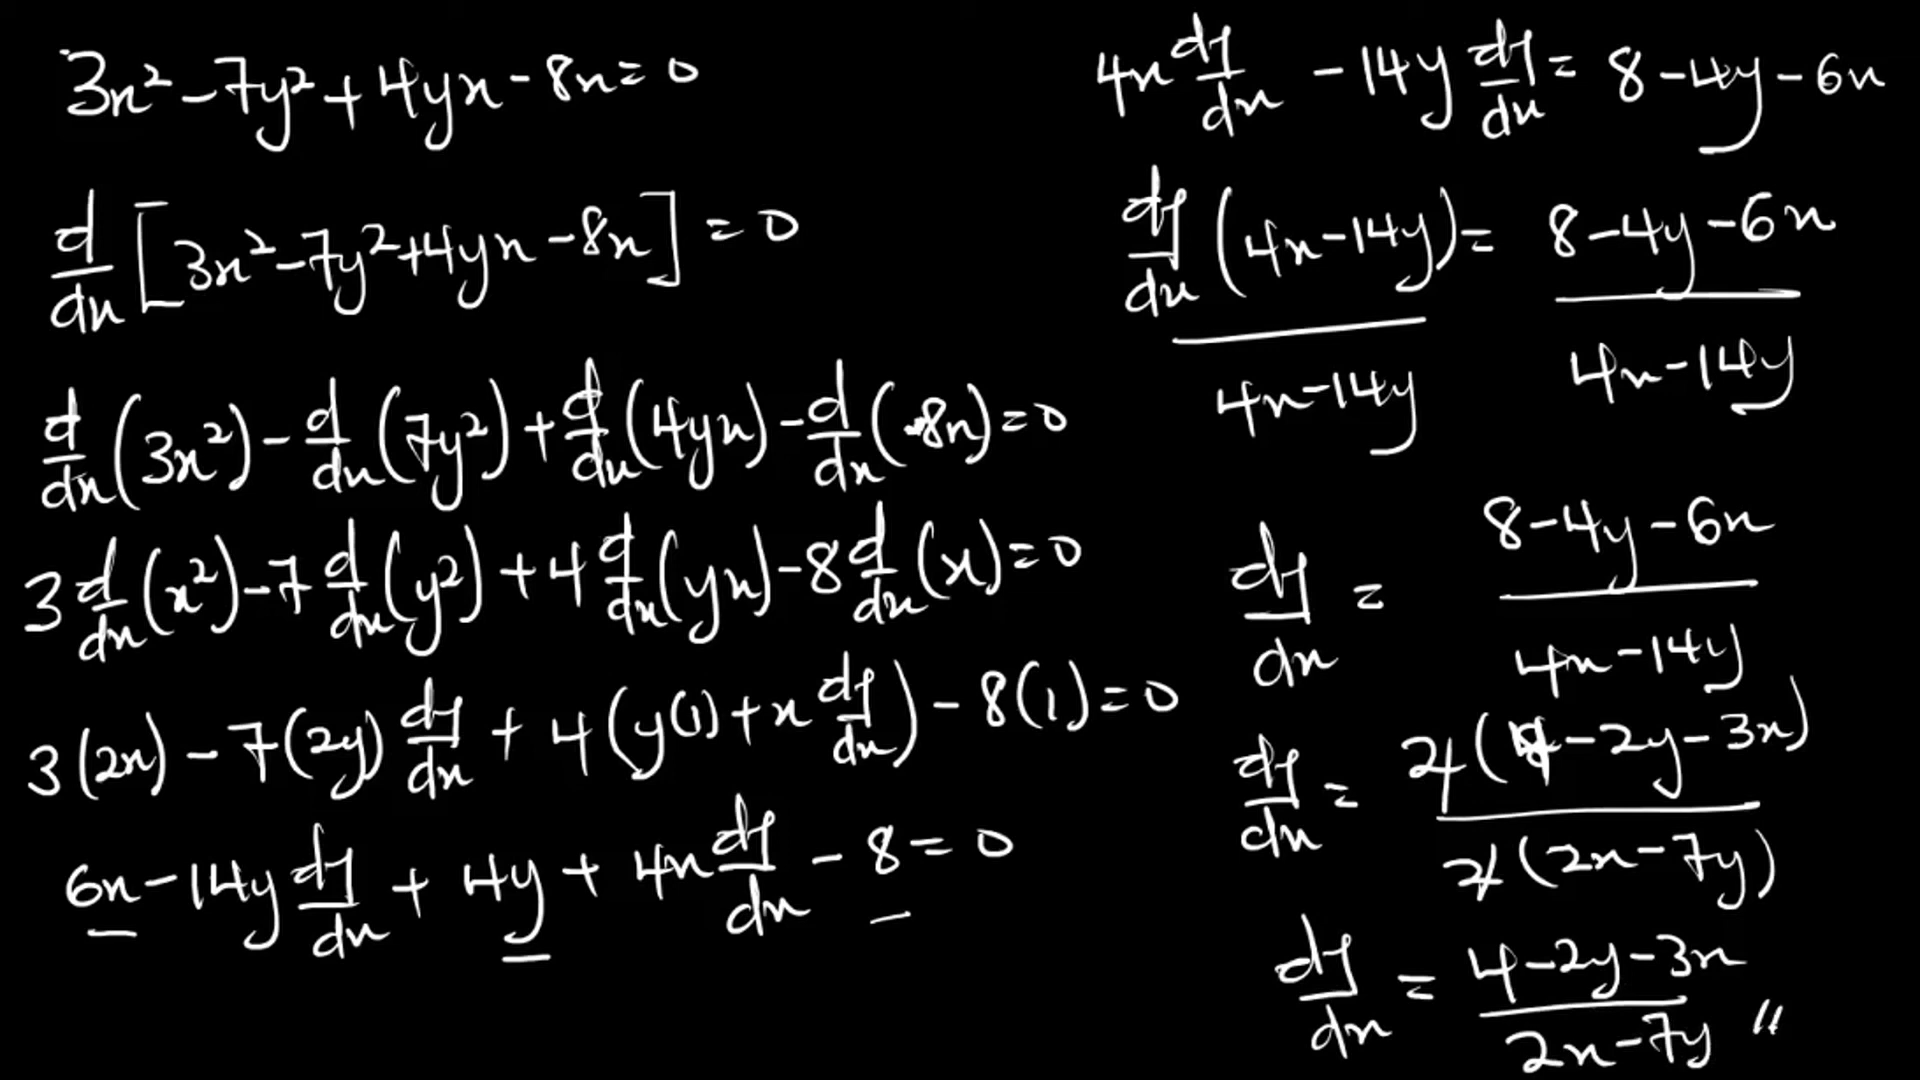 3x² - 7y² + 4yx - 8x = 0
d/dx [3x² - 7y² + 4yx - 8x] = 0
d/dx (3x²) - d/dx (7y²) + d/dx (4yx) - d/dx (8x) = 0
3 d/dx (x²) - 7 d/dx (y²) + 4 d/dx (yx) - 8 d/dx (x) = 0
3(2x) - 7(2y) dy/dx + 4(y(1) + x dy/dx) - 8(1) = 0
6x - 14y dy/dx + 4y + 4x dy/dx - 8 = 0
4x dy/dx - 14y dy/dx = 8 - 4y - 6x
dy/dx (4x - 14y) / (4x - 14y) = (8 - 4y - 6x) / (4x - 14y)
dy/dx = (8 - 4y - 6x) / (4x - 14y)
dy/dx = 2(4 - 2y - 3x) / 2(2x - 7y)
dy/dx = (4 - 2y - 3x) / (2x - 7y) //